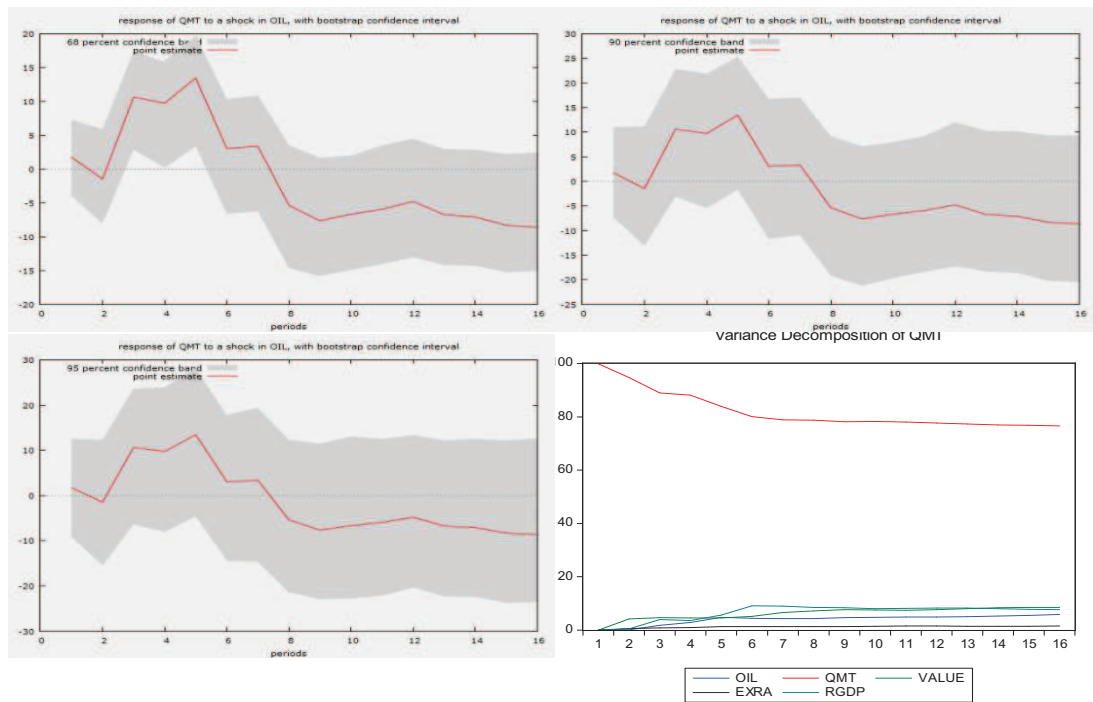 response of QMT to a shock in OIL, with bootstrap confidence interval
68 percent confidence band
point estimate
20
15
10
5
0
-5
-10
-15
-20
0 2 4 6 8 10 12 14 16
periods
response of QMT to a shock in OIL, with bootstrap confidence interval
90 percent confidence band
point estimate
30
25
20
15
10
5
0
-5
-10
-15
-20
-25
0 2 4 6 8 10 12 14 16
periods
response of QMT to a shock in OIL, with bootstrap confidence interval
95 percent confidence band
point estimate
30
20
10
0
-10
-20
-30
0 2 4 6 8 10 12 14 16
periods
Variance Decomposition of QMT
100
80
60
40
20
0
1 2 3 4 5 6 7 8 9 10 11 12 13 14 15 16
OIL QMT VALUE
EXRA RGDP